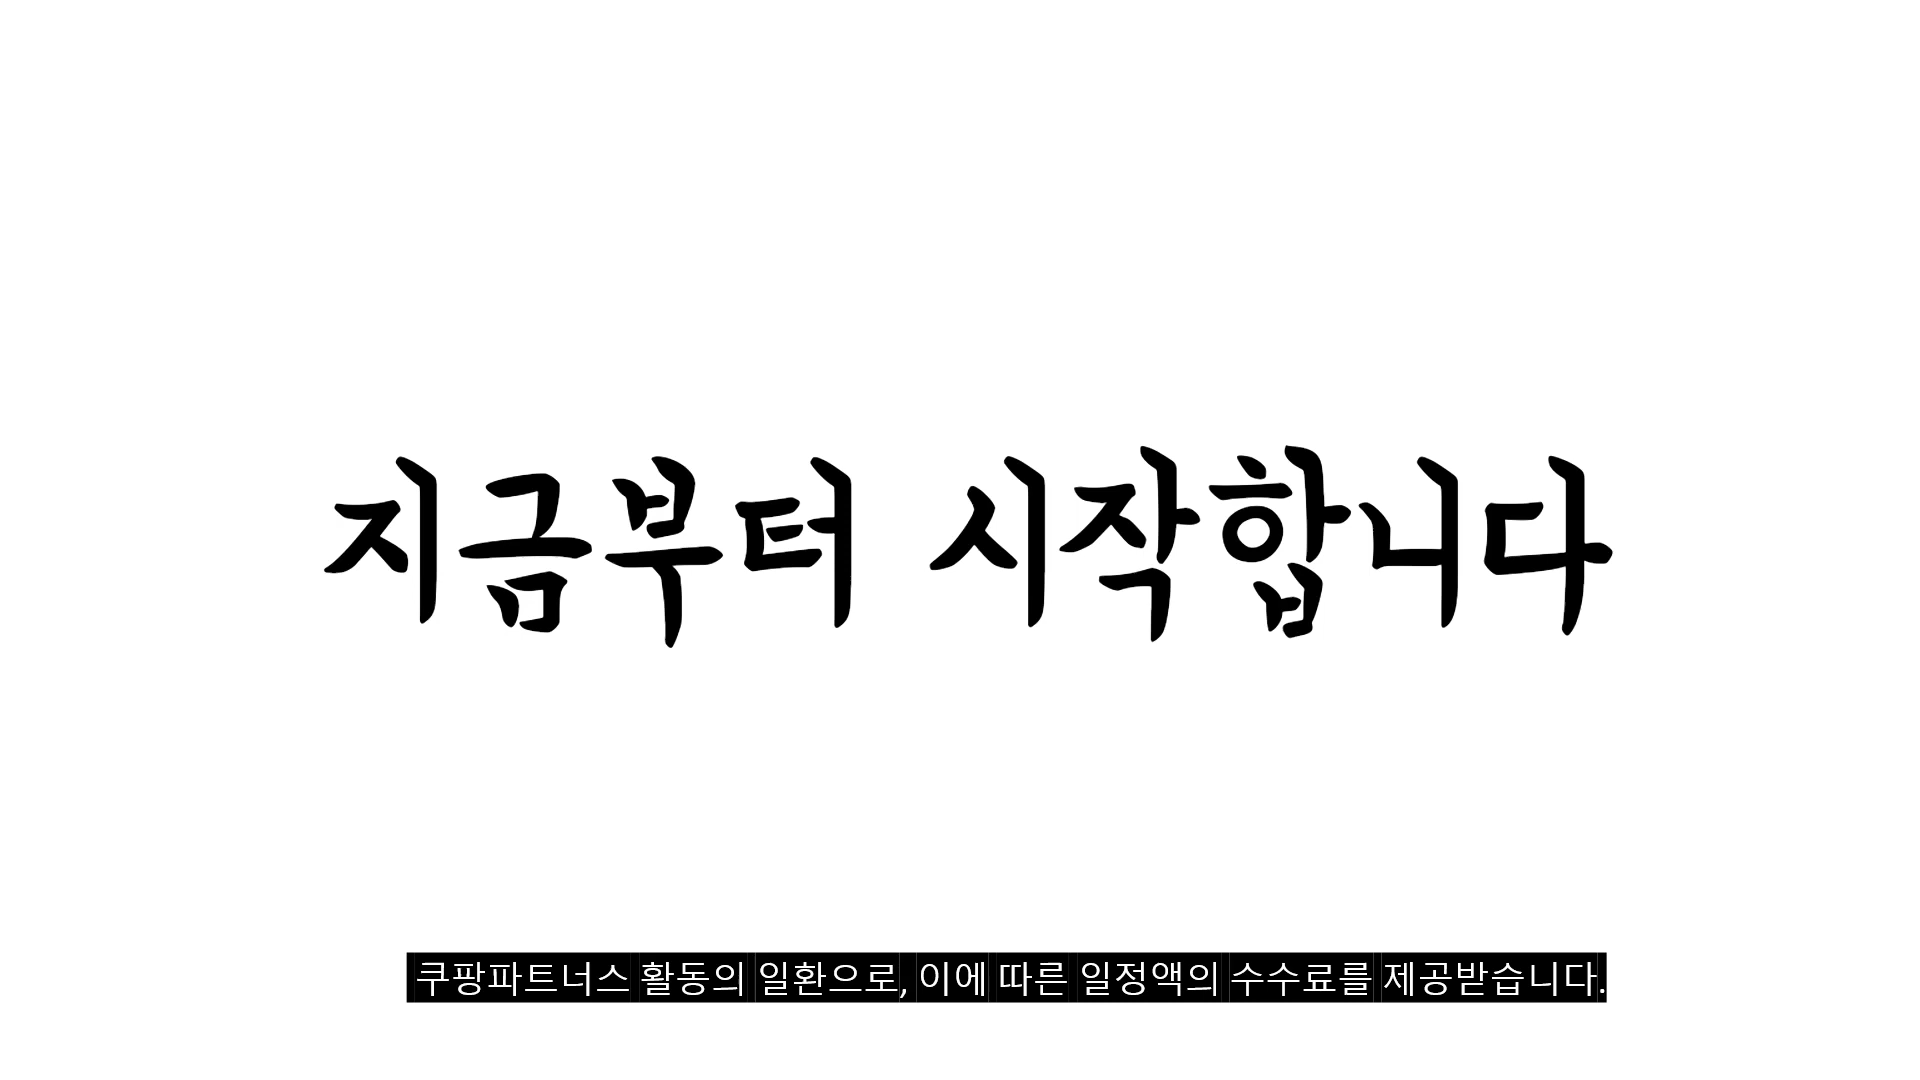 지금부터 시작합니다
쿠팡파트너스 활동의 일환으로, 이에 따른 일정액의 수수료를 제공받습니다.